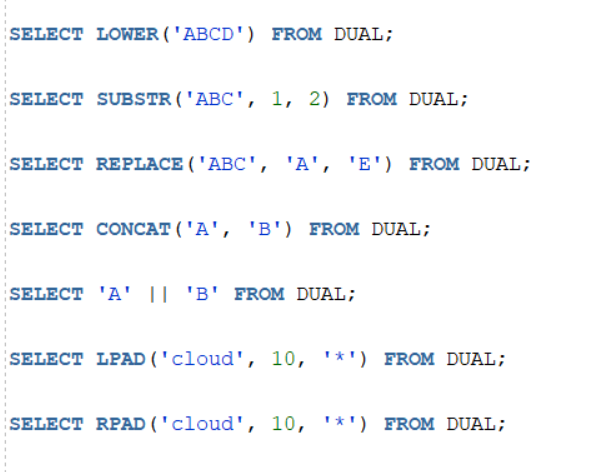 SELECT LOWER('ABCD') FROM DUAL;
SELECT SUBSTR('ABC', 1, 2) FROM DUAL;
SELECT REPLACE('ABC', 'A', 'E') FROM DUAL;
SELECT CONCAT('A', 'B') FROM DUAL;
SELECT 'A' || 'B' FROM DUAL;
SELECT LPAD('cloud', 10, '*') FROM DUAL;
SELECT RPAD('cloud', 10, '*') FROM DUAL;